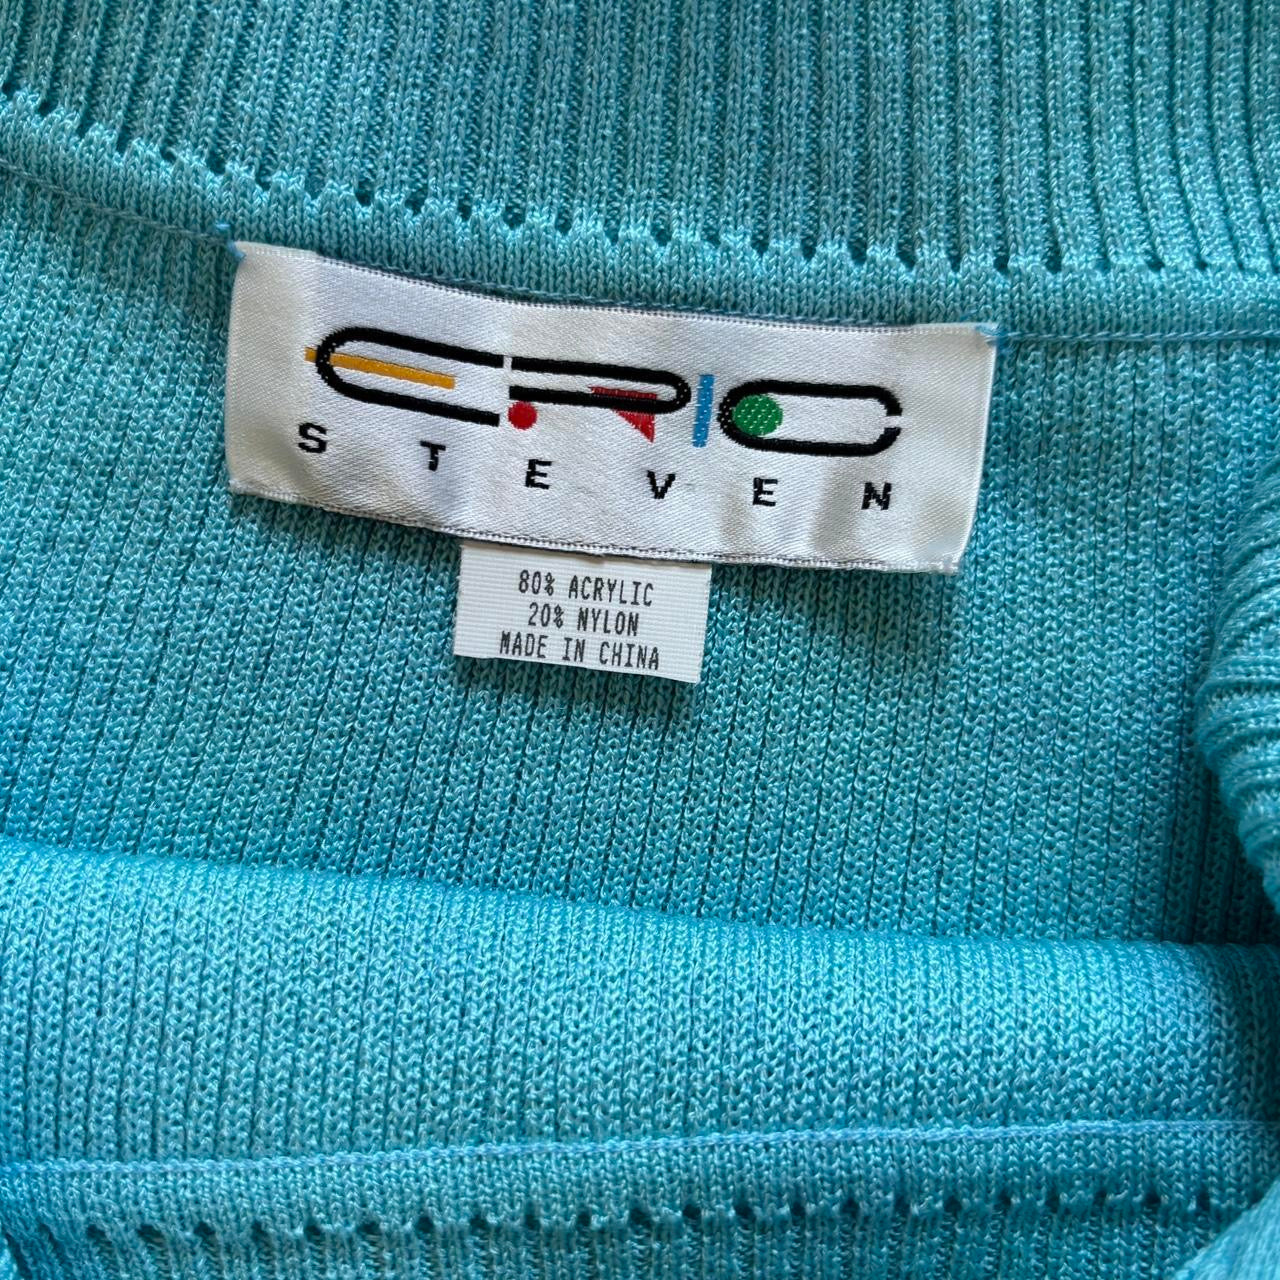 ERIC
STEVEN
80% ACRYLIC
20% NYLON
MADE IN CHINA